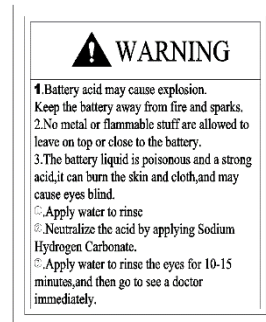 WARNING
1.Battery acid may cause explosion.
Keep the battery away from fire and sparks.
2.No metal or flammable stuff are allowed to
leave on top or close to the battery.
3.The battery liquid is poisonous and a strong
acid,it can burn the skin and cloth,and may
cause eyes blind.
①.Apply water to rinse
②.Neutralize the acid by applying Sodium
Hydrogen Carbonate.
③.Apply water to rinse the eyes for 10-15
minutes,and then go to see a doctor
immediately.